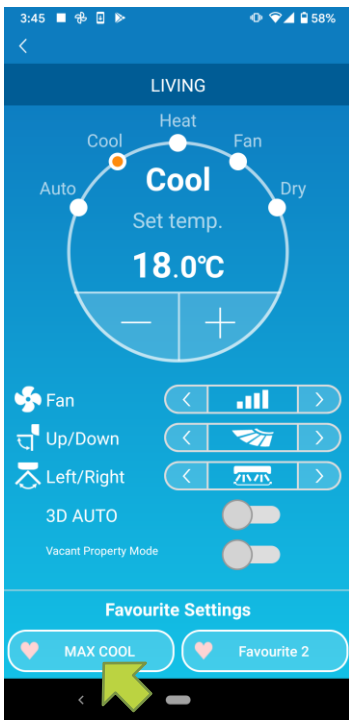 3:45 58%
LIVING
Heat
Cool Fan
Auto Cool Dry
Set temp.
18.0°C
Fan
Up/Down
Left/Right
3D AUTO
Vacant Property Mode
Favourite Settings
MAX COOL Favourite 2